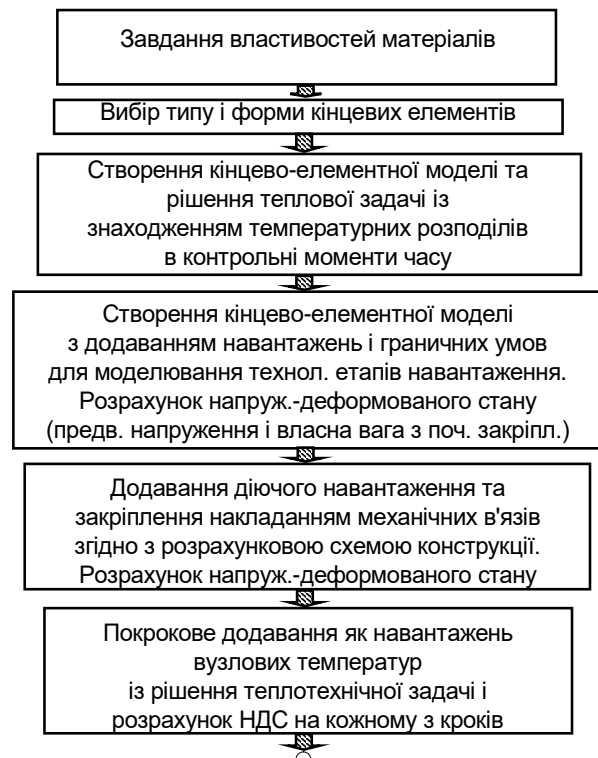 Завдання властивостей матеріалів
Вибір типу і форми кінцевих елементів
Створення кінцево-елементної моделі та
рішення теплової задачі із
знаходженням температурних розподілів
в контрольні моменти часу
Створення кінцево-елементної моделі
з додаванням навантажень і граничних умов
для моделювання технол. етапів навантаження.
Розрахунок напруж.-деформованого стану
(предв. напруження і власна вага з поч. закріпл.)
Додавання діючого навантаження та
закріплення накладанням механічних в'язів
згідно з розрахунковою схемою конструкції.
Розрахунок напруж.-деформованого стану
Покрокове додавання як навантажень
вузлових температур
із рішення теплотехнічної задачі і
розрахунок НДС на кожному з кроків